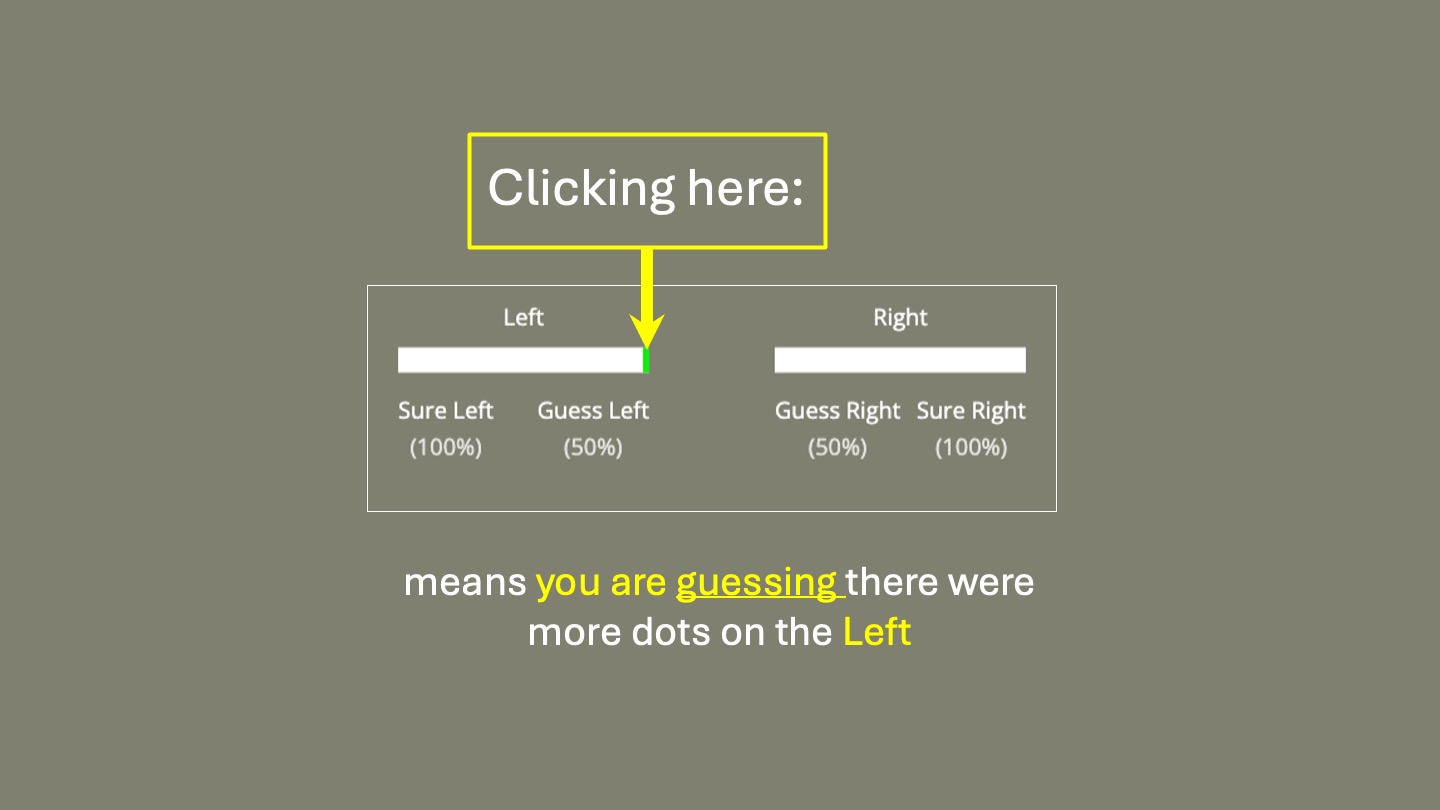 Clicking here:
Left
Right
Sure Left
Guess Left
Guess Right
Sure Right
(100%)
(50%)
(50%)
(100%)
means you are guessing there were
more dots on the Left